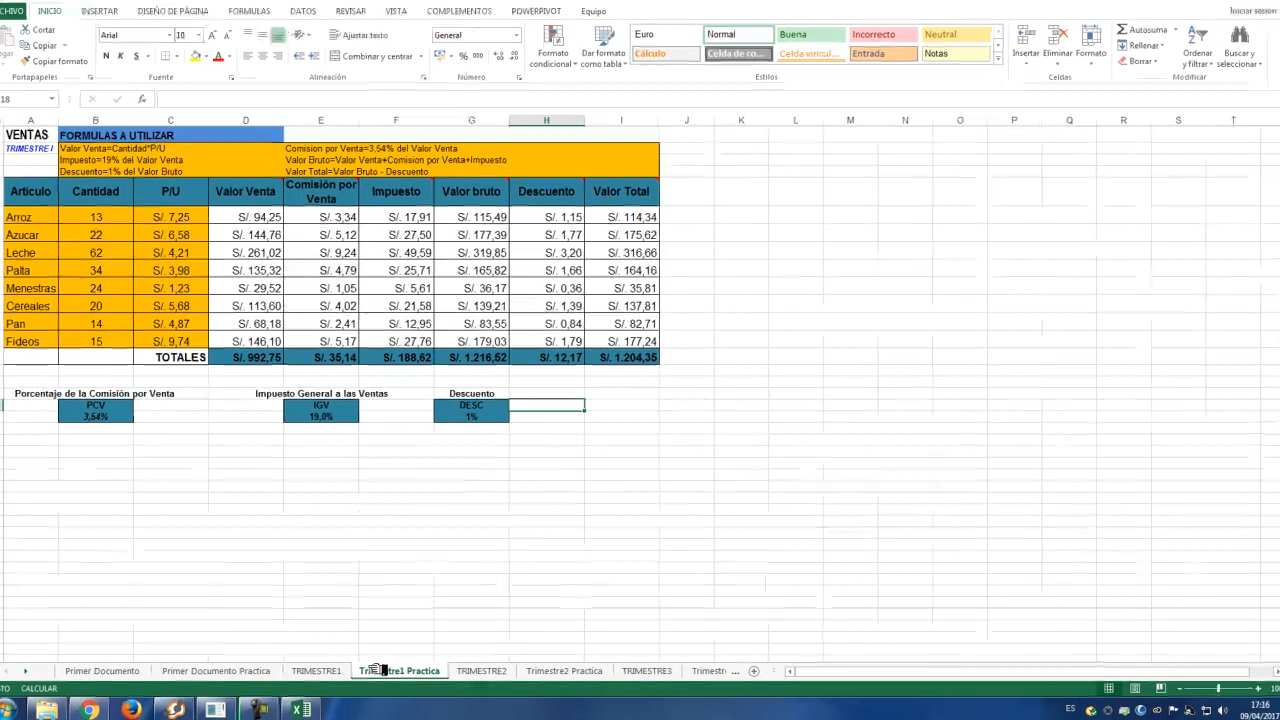 INICIO INSERTAR DISEÑO DE PÁGINA FORMULAS DATOS REVISAR VISTA COMPLEMENTOS POWERPIVOT Equipo
Cortar
Copiar
Copiar formato
Portapapeles
Arial 10
N K S
Fuente
Ajustar texto
Combinar y centrar
Alineación
General
% 000
Número
Formato condicional
Dar formato como tabla
Euro Normal Buena Incorrecto Neutral
Cálculo Celda de co... Entrada Notas
Estilos
Insertar Eliminar Formato
Celdas
Autosuma
Rellenar
Borrar
Ordenar y filtrar
Buscar y seleccionar
Modificar
18
A B C D E F G H I J K L M N O P Q R S T
VENTAS FORMULAS A UTILIZAR
TRIMESTRE I Valor Venta=Cantidad*P/U Comision por Venta=3,54% del Valor Venta
Impuesto=19% del Valor Venta Valor Bruto=Valor Venta+Comision por Venta+Impuesto
Descuento=1% del Valor Bruto Valor Total=Valor Bruto - Descuento
Articulo Cantidad P/U Valor Venta Comisión por Venta Impuesto Valor bruto Descuento Valor Total
Arroz 13 S/. 7,25 S/. 94,25 S/. 3,34 S/. 17,91 S/. 115,49 S/. 1,15 S/. 114,34
Azucar 22 S/. 6,58 S/. 144,76 S/. 5,12 S/. 27,50 S/. 177,39 S/. 1,77 S/. 175,62
Leche 62 S/. 4,21 S/. 261,02 S/. 9,24 S/. 49,59 S/. 319,85 S/. 3,20 S/. 316,66
Palta 34 S/. 3,98 S/. 135,32 S/. 4,79 S/. 25,71 S/. 165,82 S/. 1,66 S/. 164,16
Menestras 24 S/. 1,23 S/. 29,52 S/. 1,05 S/. 5,61 S/. 36,17 S/. 0,36 S/. 35,81
Cereales 20 S/. 5,68 S/. 113,60 S/. 4,02 S/. 21,58 S/. 139,21 S/. 1,39 S/. 137,81
Pan 14 S/. 4,87 S/. 68,18 S/. 2,41 S/. 12,95 S/. 83,55 S/. 0,84 S/. 82,71
Fideos 15 S/. 9,74 S/. 146,10 S/. 5,17 S/. 27,76 S/. 179,03 S/. 1,79 S/. 177,24
TOTALES S/. 992,75 S/. 35,14 S/. 188,62 S/. 1.216,52 S/. 12,17 S/. 1.204,35
Porcentaje de la Comisión por Venta Impuesto General a las Ventas Descuento
PCV IGV DESC
3,54% 19,0% 1%
Primer Documento Primer Documento Practica TRIMESTRE1 Practica TRIMESTRE2 Trimestre2 Practica TRIMESTRE3 Trimestr ...
CALCULAR
ES 17:16
09/04/2017